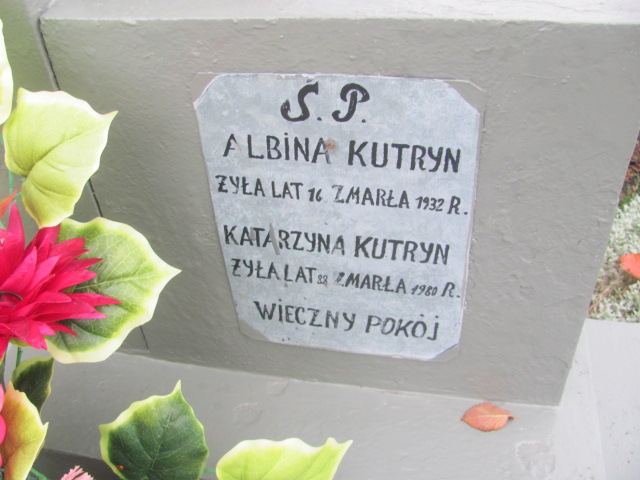 Ś. P.
ALBINA KUTRYN
ŻYŁA LAT 16 ZMARŁA 1932 R.
KATARZYNA KUTRYN
ŻYŁA LAT 88 ZMARŁA 1980 R.
WIECZNY POKÓJ